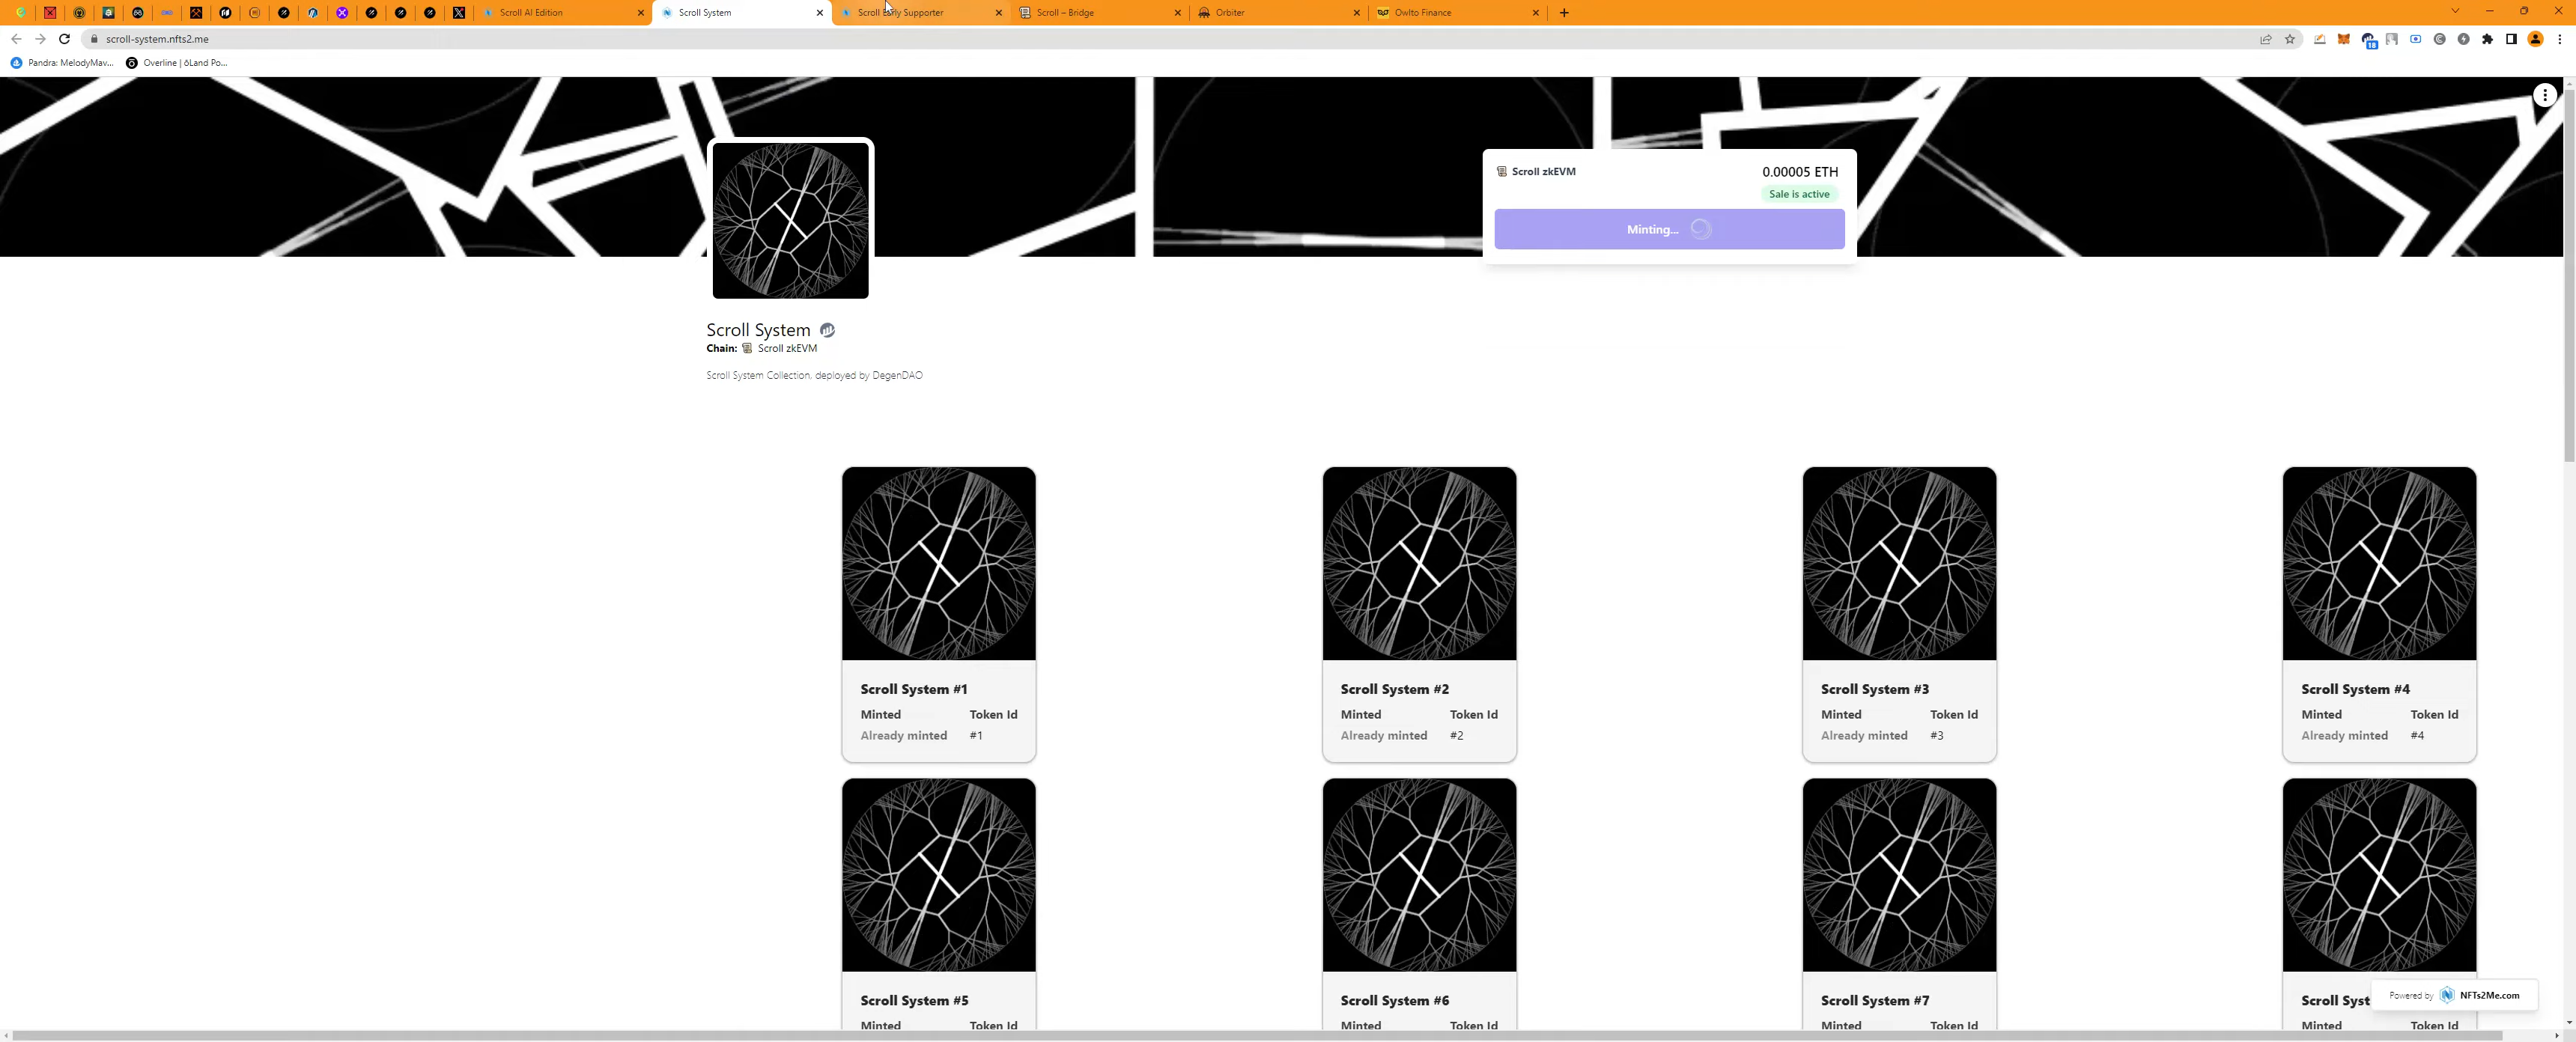 Scroll AI Edition
Scroll System
Scroll Early Supporter
Scroll – Bridge
Orbiter
Owlto Finance
scroll-system.nfts2.me
18
Pandra: MelodyMav...
Overline | ōLand Po...
Scroll zkEVM
0.00005 ETH
Sale is active
Minting...
Scroll System
Chain: Scroll zkEVM
Scroll System Collection, deployed by DegenDAO
Scroll System #1
Minted Token Id
Already minted #1
Scroll System #2
Minted Token Id
Already minted #2
Scroll System #3
Minted Token Id
Already minted #3
Scroll System #4
Minted Token Id
Already minted #4
Scroll System #5
Minted Token Id
Scroll System #6
Minted Token Id
Scroll System #7
Minted Token Id
Scroll Syst
Minted Token Id
Powered by NFTs2Me.com